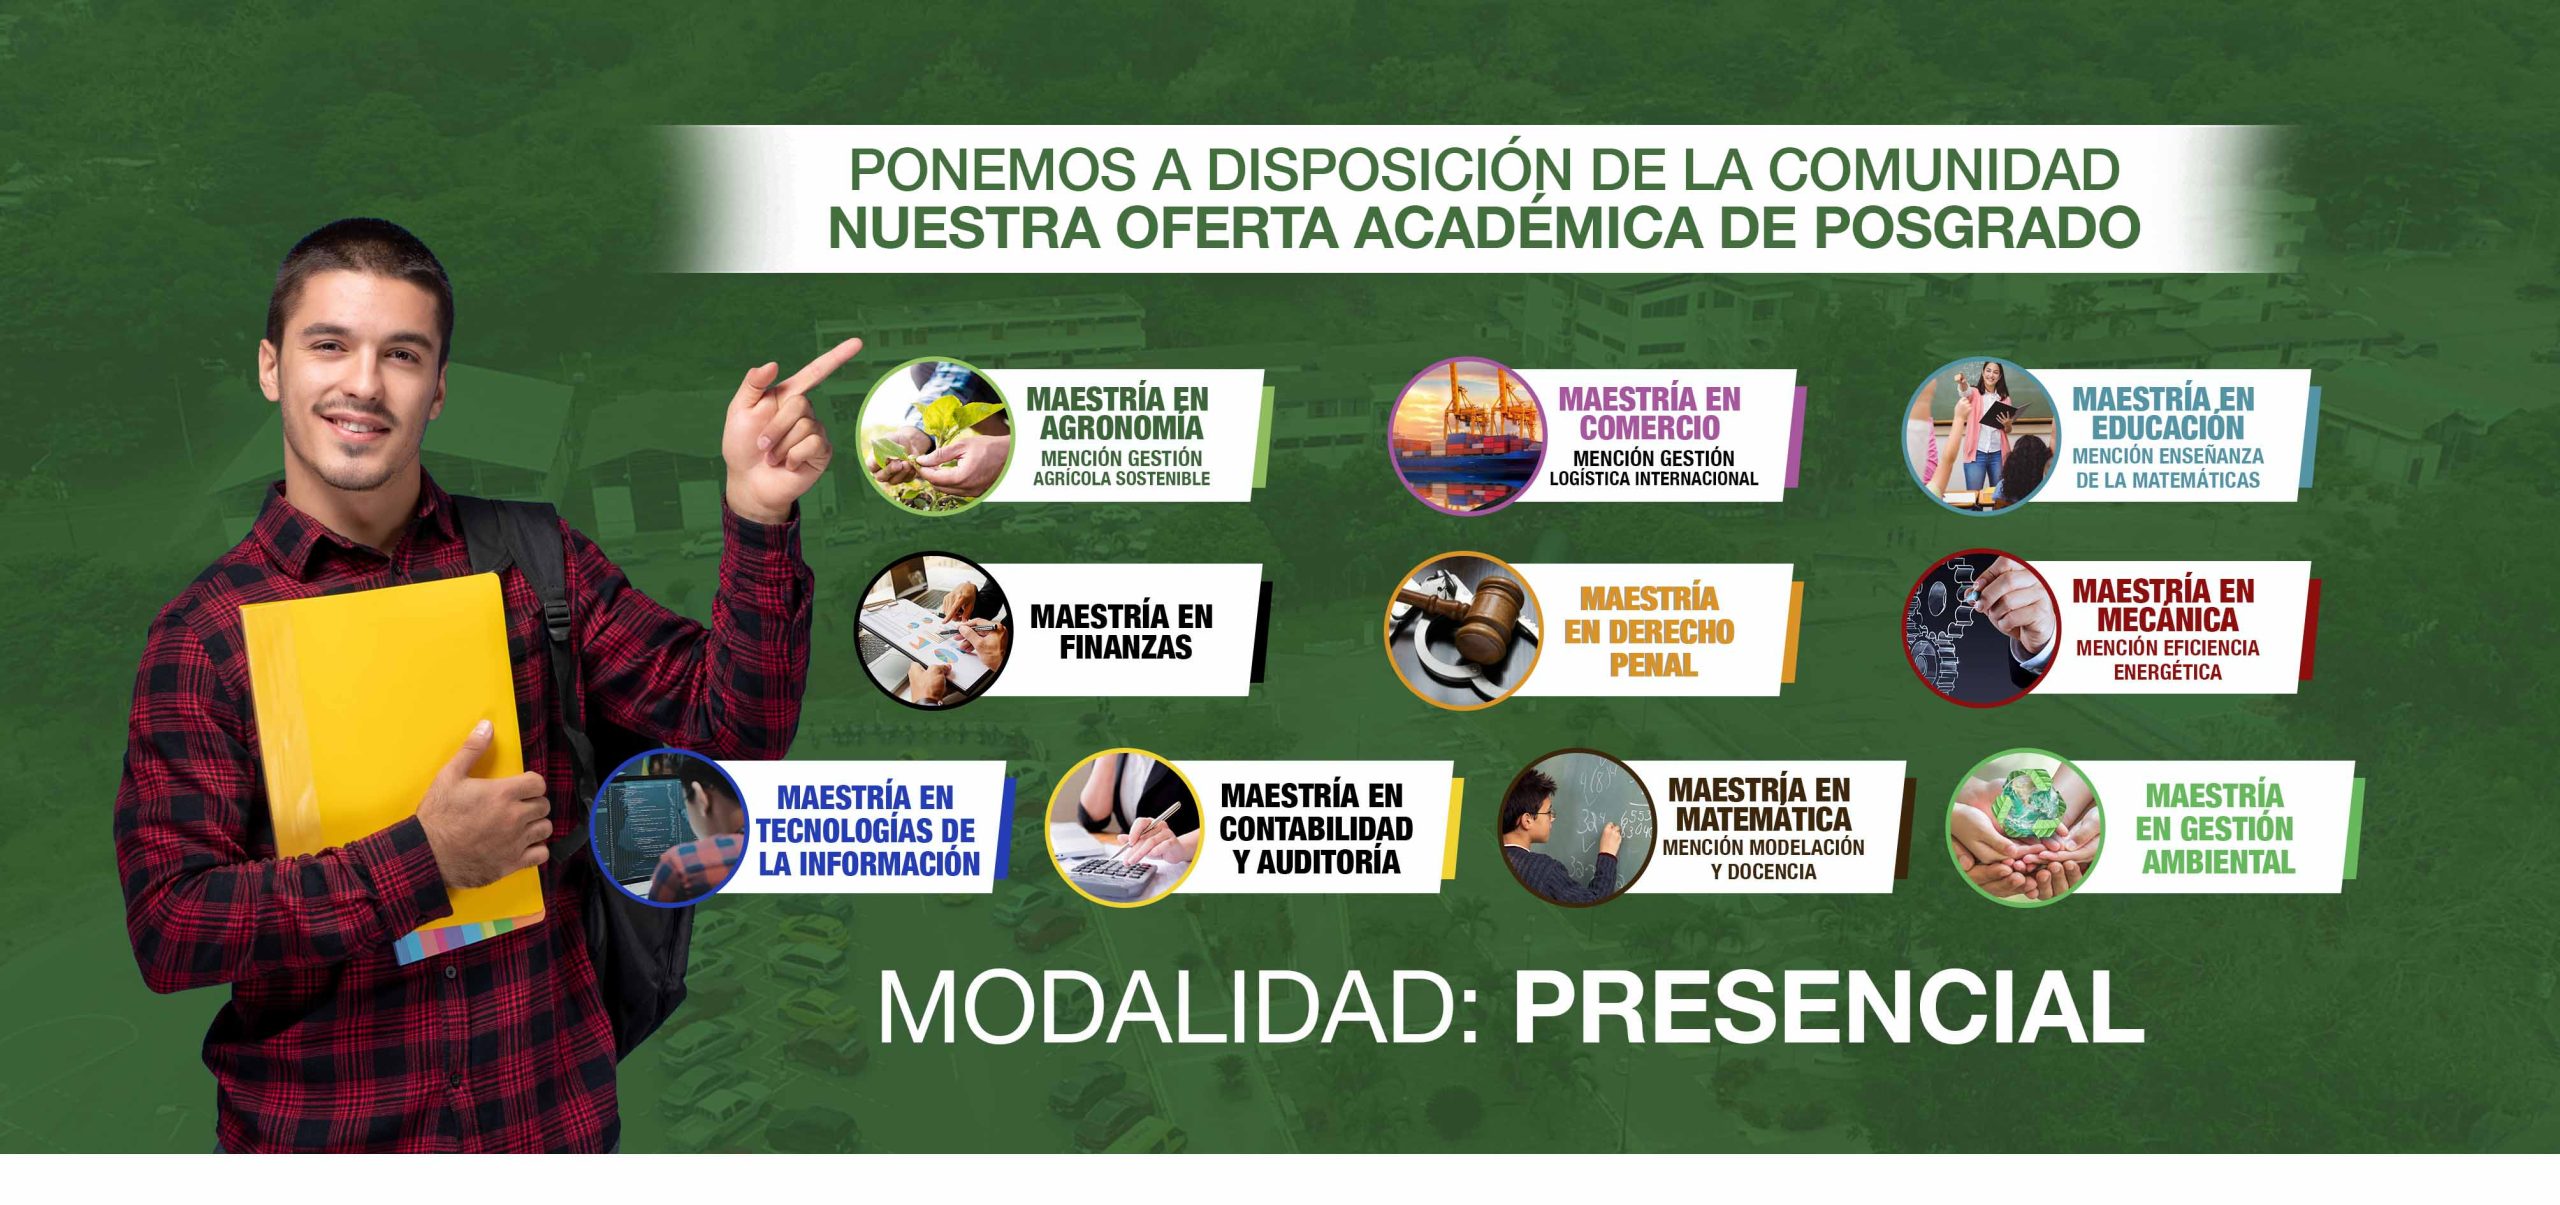 PONEMOS A DISPOSICIÓN DE LA COMUNIDAD
NUESTRA OFERTA ACADÉMICA DE POSGRADO
MAESTRÍA EN
AGRONOMÍA
MENCIÓN GESTIÓN
AGRÍCOLA SOSTENIBLE
MAESTRÍA EN
COMERCIO
MENCIÓN GESTIÓN
LOGÍSTICA INTERNACIONAL
MAESTRÍA EN
EDUCACIÓN
MENCIÓN ENSEÑANZA
DE LA MATEMÁTICAS
MAESTRÍA EN
FINANZAS
MAESTRÍA
EN DERECHO
PENAL
MAESTRÍA EN
MECÁNICA
MENCIÓN EFICIENCIA
ENERGÉTICA
MAESTRÍA EN
TECNOLOGÍAS DE
LA INFORMACIÓN
MAESTRÍA EN
CONTABILIDAD
Y AUDITORÍA
MAESTRÍA EN
MATEMÁTICA
MENCIÓN MODELACIÓN
Y DOCENCIA
MAESTRÍA
EN GESTIÓN
AMBIENTAL
MODALIDAD: PRESENCIAL